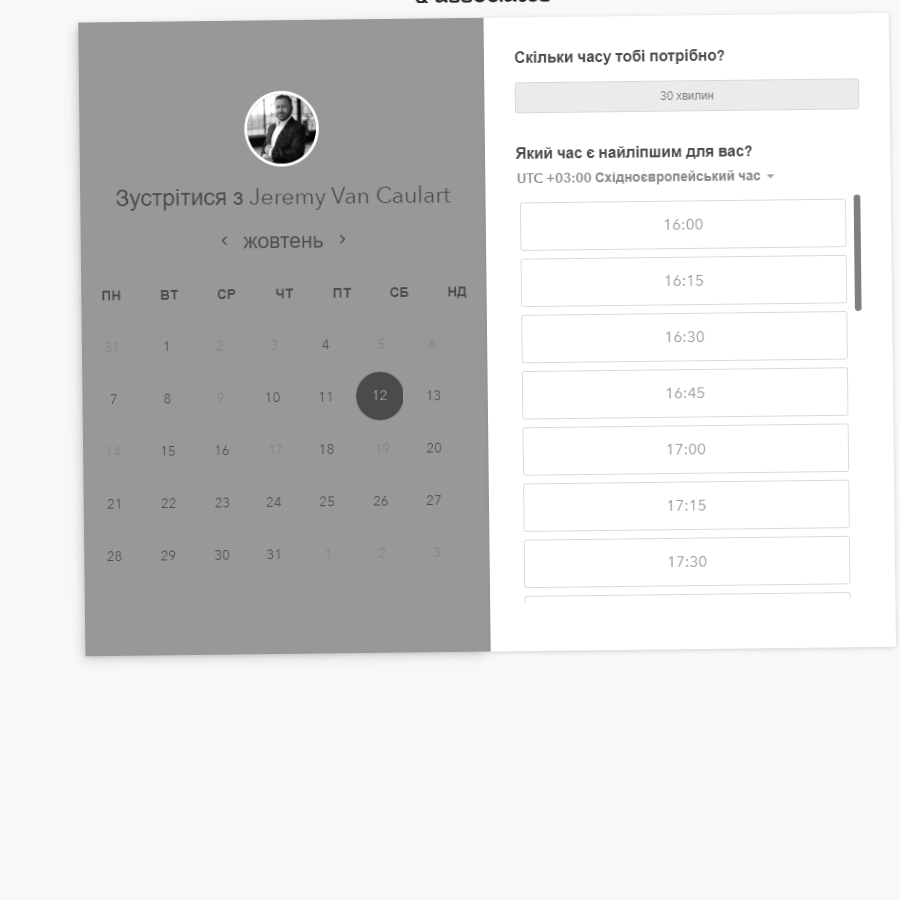 & associates
Зустрітися з Jeremy Van Caulart
жовтень
ПН ВТ СР ЧТ ПТ СБ НД
31 1 2 3 4 5 6
7 8 9 10 11 12 13
14 15 16 17 18 19 20
21 22 23 24 25 26 27
28 29 30 31 1 2 3
Скільки часу тобі потрібно?
30 хвилин
Який час є найліпшим для вас?
UTC +03:00 Східноєвропейський час
16:00
16:15
16:30
16:45
17:00
17:15
17:30